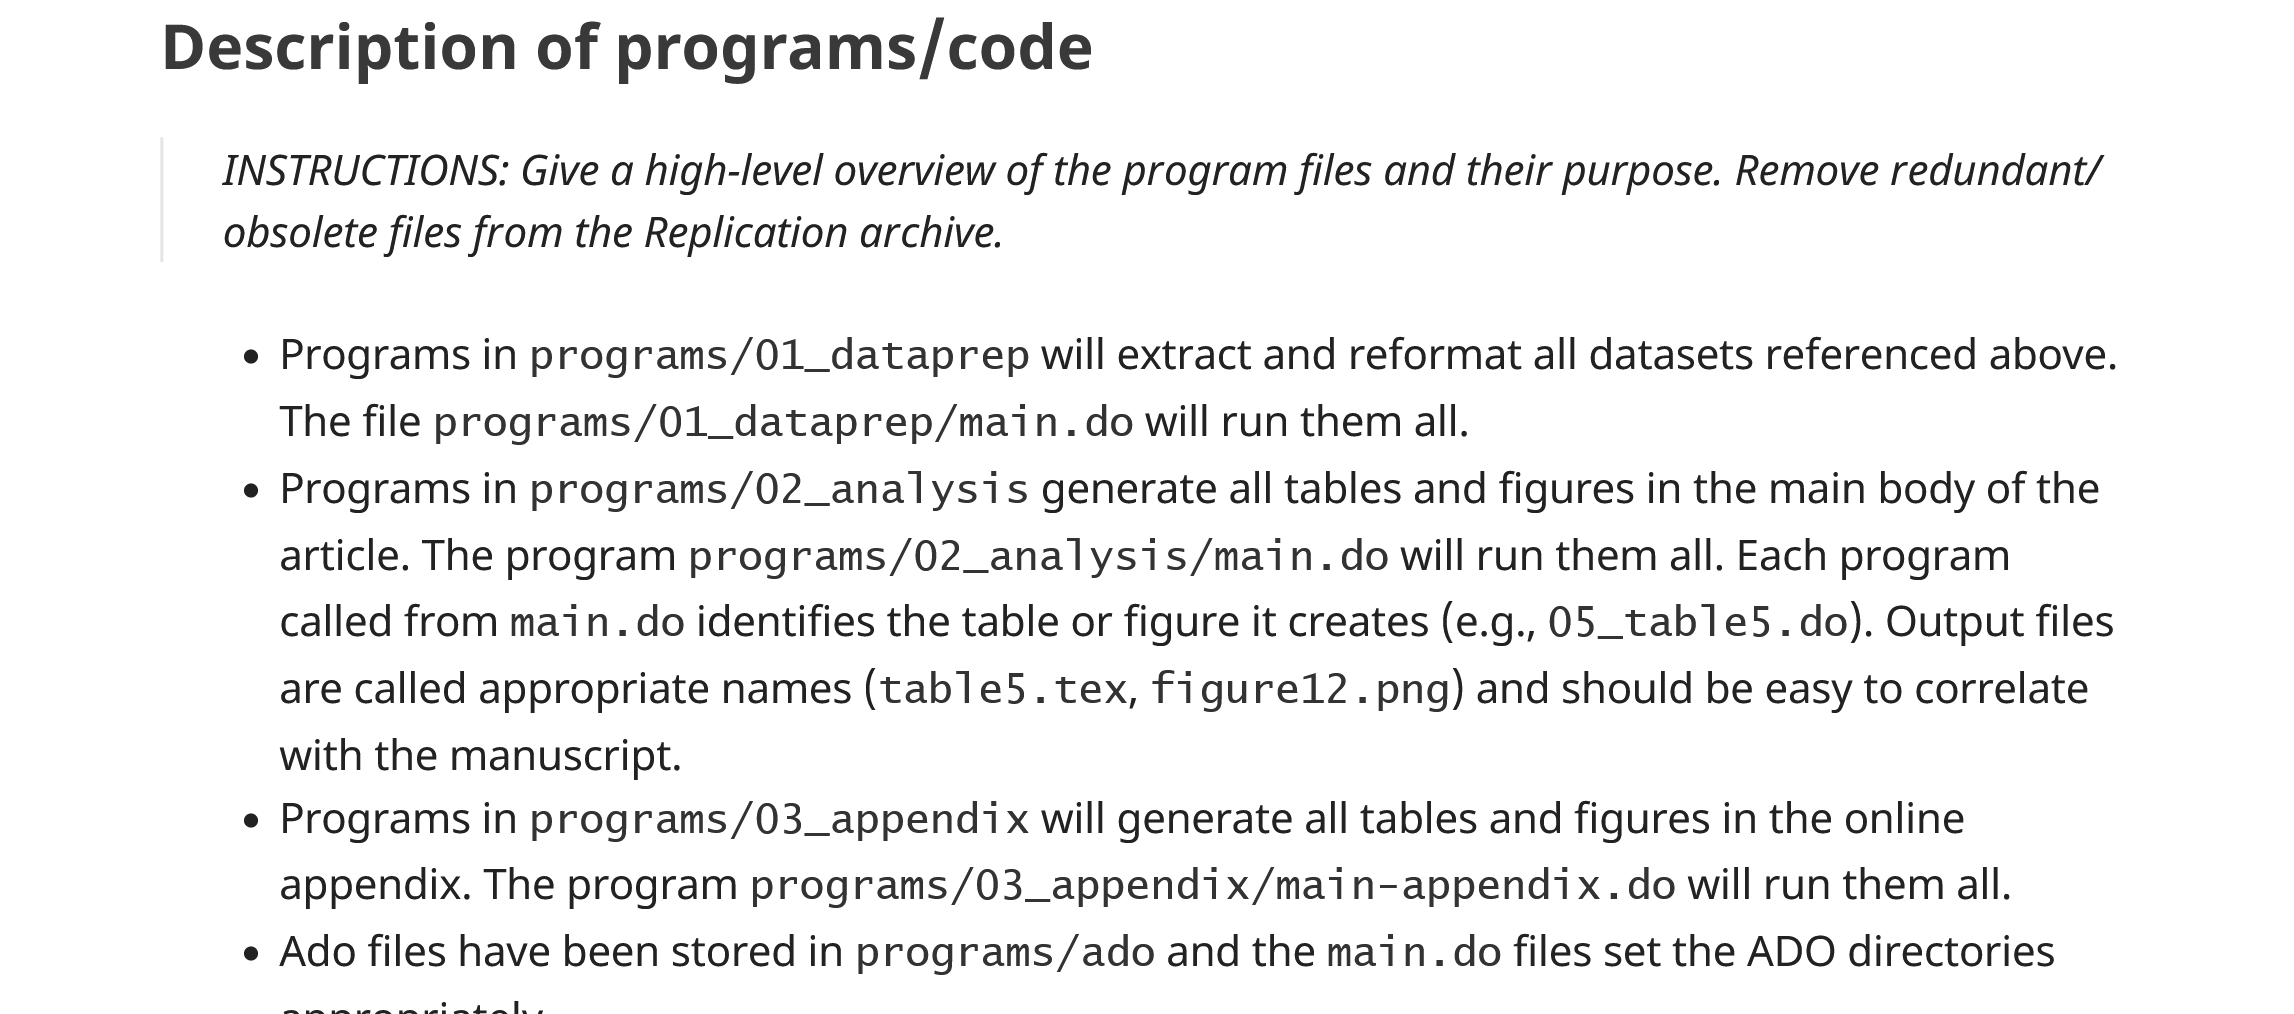 Description of programs/code
INSTRUCTIONS: Give a high-level overview of the program files and their purpose. Remove redundant/
obsolete files from the Replication archive.
• Programs in programs/01_dataprep will extract and reformat all datasets referenced above.
The file programs/01_dataprep/main.do will run them all.
• Programs in programs/02_analysis generate all tables and figures in the main body of the
article. The program programs/02_analysis/main.do will run them all. Each program
called from main.do identifies the table or figure it creates (e.g., 05_table5.do). Output files
are called appropriate names (table5.tex, figure12.png) and should be easy to correlate
with the manuscript.
• Programs in programs/03_appendix will generate all tables and figures in the online
appendix. The program programs/03_appendix/main-appendix.do will run them all.
• Ado files have been stored in programs/ado and the main.do files set the ADO directories
appropriately.